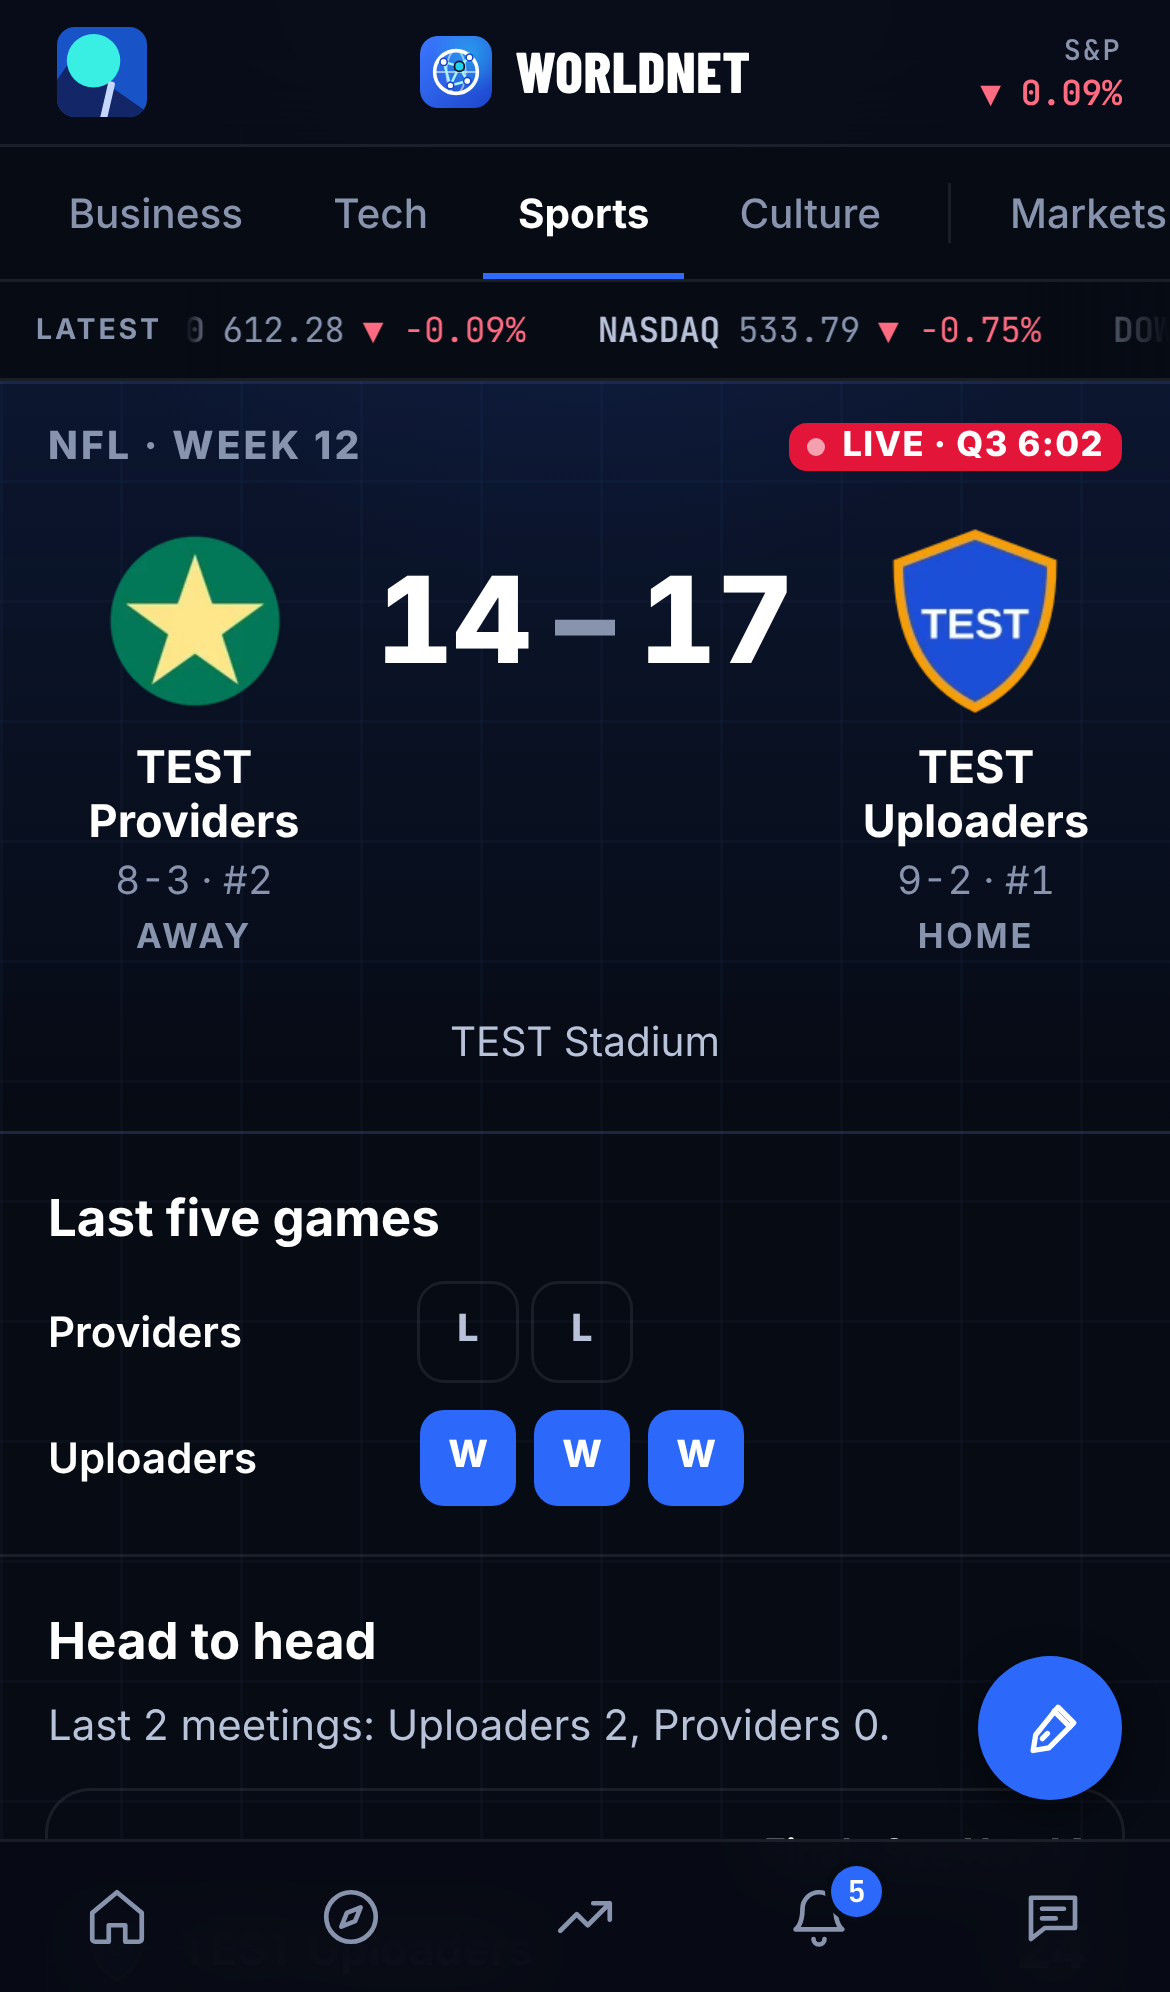 WORLDNET
S&P
▼ 0.09%
Business Tech Sports Culture Markets
LATEST 0 612.28 ▼ -0.09% NASDAQ 533.79 ▼ -0.75%
NFL · WEEK 12
LIVE · Q3 6:02
14 – 17
TEST
TEST
Providers
8-3 · #2
AWAY
TEST
Uploaders
9-2 · #1
HOME
TEST Stadium
Last five games
Providers L L
Uploaders W W W
Head to head
Last 2 meetings: Uploaders 2, Providers 0.
TEST Uploaders
5